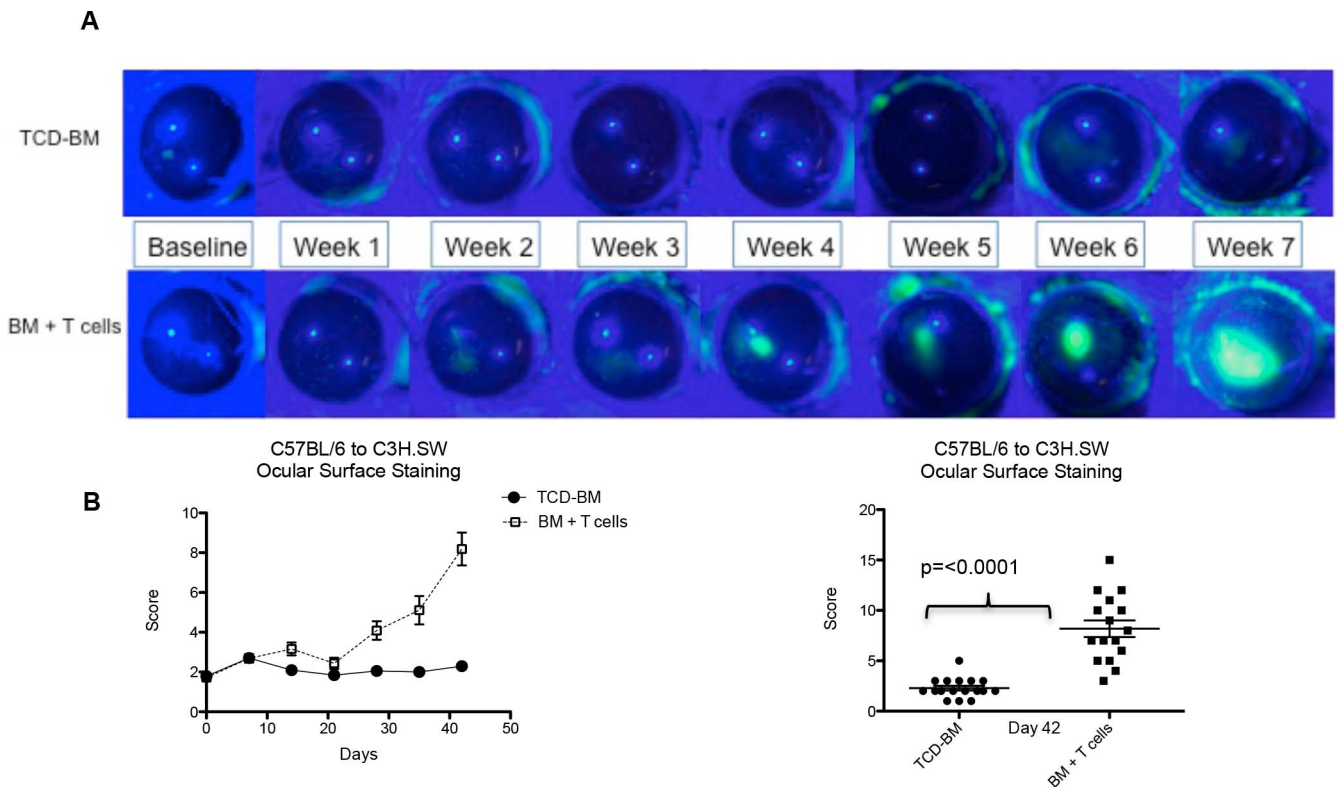 A
TCD-BM
Baseline
Week 1
Week 2
Week 3
Week 4
Week 5
Week 6
Week 7
BM + T cells
B
C57BL/6 to C3H.SW
Ocular Surface Staining
TCD-BM
BM + T cells
10
8
6
4
2
0
Score
0 10 20 30 40 50
Days
C57BL/6 to C3H.SW
Ocular Surface Staining
20
15
10
5
0
Score
p=<0.0001
TCD-BM
Day 42
BM + T cells